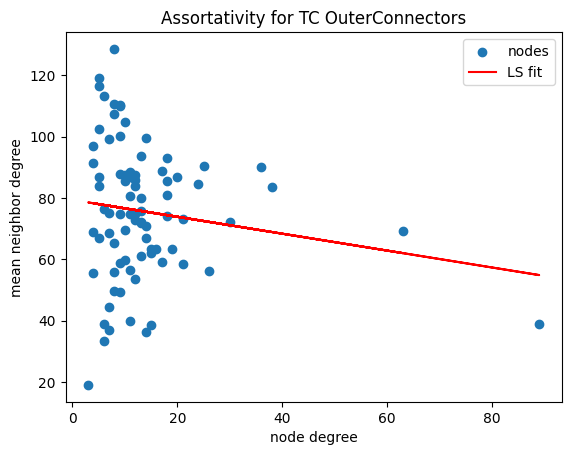 Assortativity for TC OuterConnectors
nodes
LS fit
mean neighbor degree
120
100
80
60
40
20
0
20
40
60
80
node degree